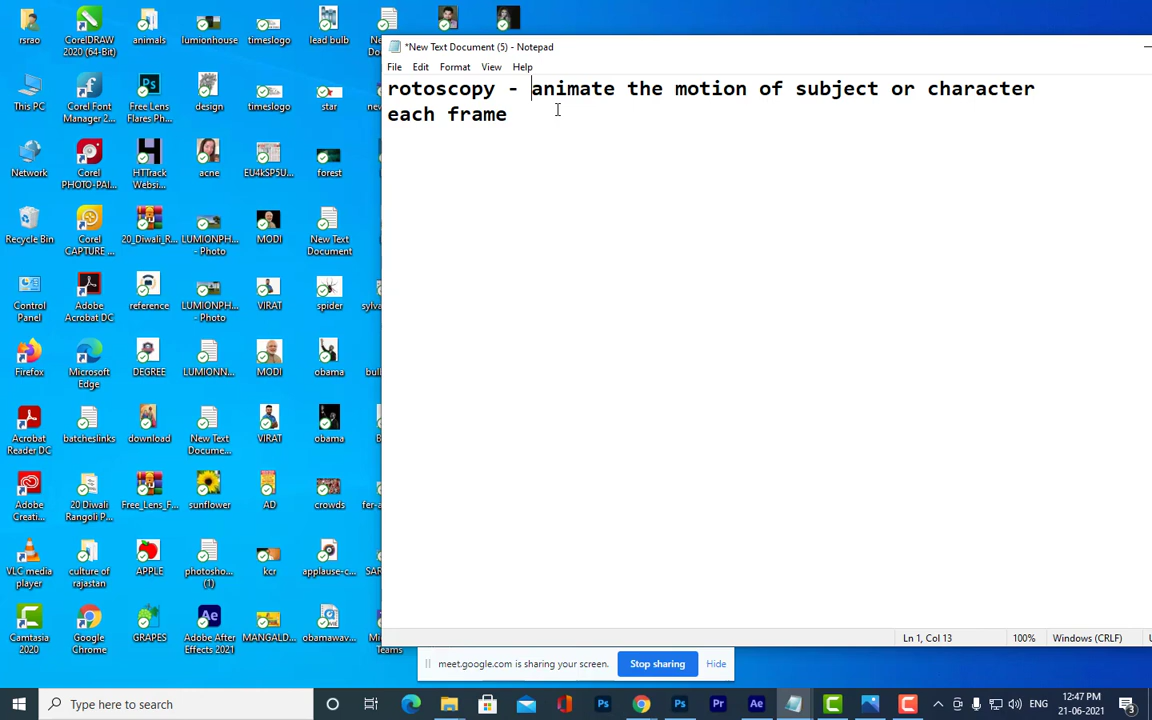 rsrao
CorelDRAW 2020 (64-Bit)
animals
lumionhouse
timeslogo
lead bulb
*New Text Document (5) - Notepad
File Edit Format View Help
rotoscopy - animate the motion of subject or character
each frame
This PC
Corel Font Manager ...
Free Lens Flares Ph...
design
timeslogo
star
Network
Corel PHOTO-PAI...
HTTrack Websi...
acne
EU4kSP5U...
forest
Recycle Bin
Corel CAPTURE ...
20_Diwali_R...
LUMIONPH... - Photo
MODI
New Text Document
Control Panel
Adobe Acrobat DC
reference
LUMIONPH... - Photo
VIRAT
spider
Firefox
Microsoft Edge
DEGREE
LUMIONN...
MODI
obama
Acrobat Reader DC
batcheslinks
download
New Text Docume...
VIRAT
obama
Adobe Creati...
20 Diwali Rangoli P...
Free_Lens_F...
sunflower
AD
crowds
VLC media player
culture of rajastan
APPLE
photosho... (1)
kcr
applause-c...
Camtasia 2020
Google Chrome
GRAPES
Adobe After Effects 2021
MANGALD...
obamawav...
Teams
Ln 1, Col 13
100%
Windows (CRLF)
meet.google.com is sharing your screen.
Stop sharing
Hide
Type here to search
ENG
12:47 PM
21-06-2021
3